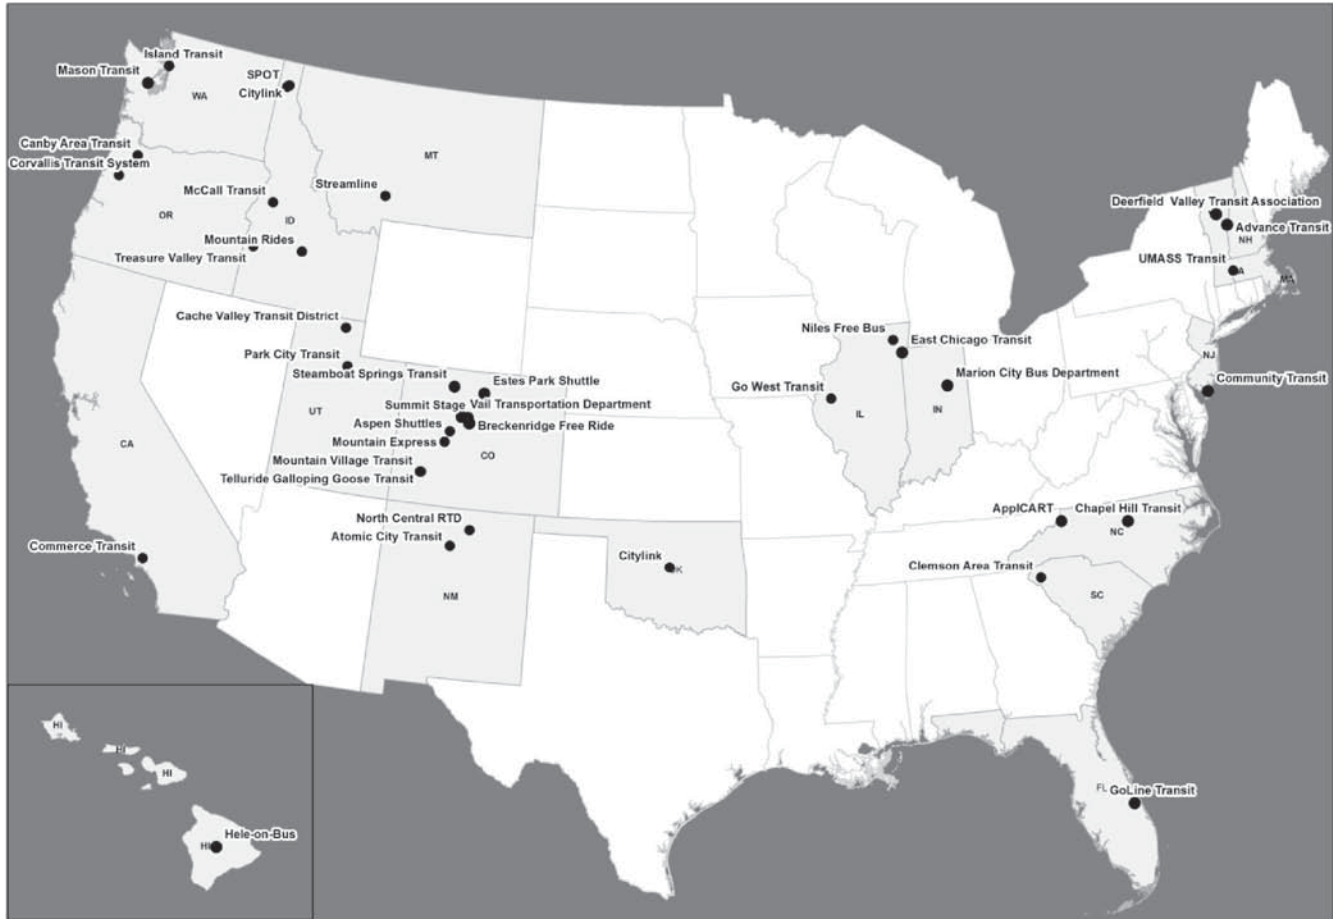 Island Transit
Mason Transit
SPOT
Citylink
WA
Canby Area Transit
Corvallis Transit System
MT
McCall Transit
Streamline
OR
ID
Mountain Rides
Treasure Valley Transit
Deerfield Valley Transit Association
Advance Transit
NH
UMASS Transit
MA
Cache Valley Transit District
Park City Transit
Steamboat Springs Transit
Estes Park Shuttle
Summit Stage
Vail Transportation Department
Aspen Shuttles
Breckenridge Free Ride
Mountain Express
Mountain Village Transit
Telluride Galloping Goose Transit
UT
CO
CA
Niles Free Bus
East Chicago Transit
Marion City Bus Department
Go West Transit
IL
IN
NJ
Community Transit
North Central RTD
Atomic City Transit
NM
Commerce Transit
Citylink
ApplCART
Chapel Hill Transit
NC
Clemson Area Transit
SC
FL
GoLine Transit
HI
HI
HI
HI
Hele-on-Bus